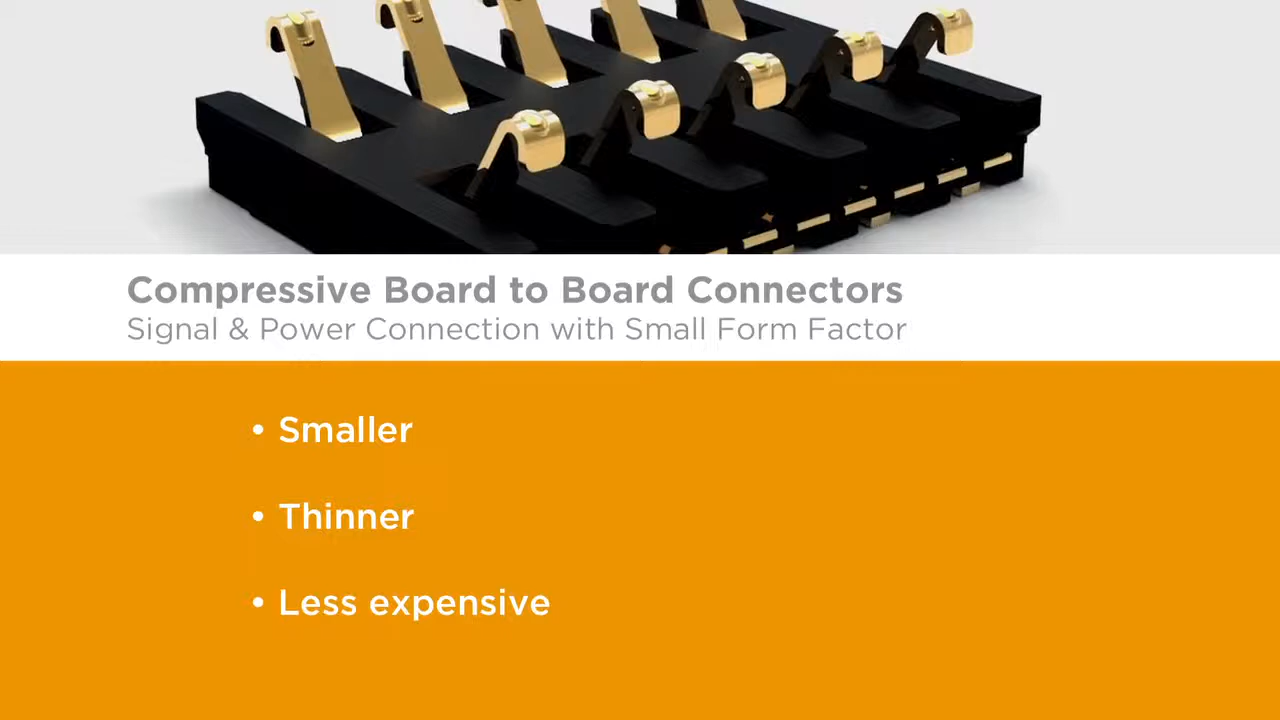 Compressive Board to Board Connectors
Signal & Power Connection with Small Form Factor
• Smaller
• Thinner
• Less expensive